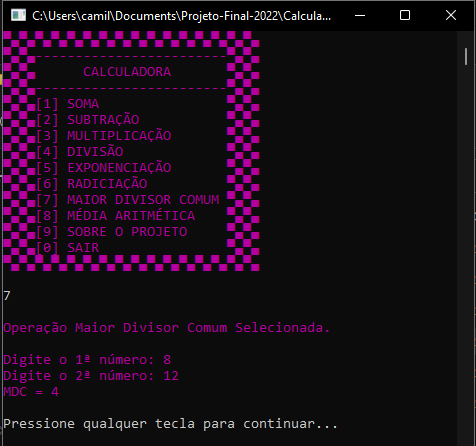 C:\Users\camil\Documents\Projeto-Final-2022\Calcula...
CALCULADORA
[1] SOMA
[2] SUBTRAÇÃO
[3] MULTIPLICAÇÃO
[4] DIVISÃO
[5] EXPONENCIAÇÃO
[6] RADICIAÇÃO
[7] MAIOR DIVISOR COMUM
[8] MÉDIA ARITMÉTICA
[9] SOBRE O PROJETO
[0] SAIR
7
Operação Maior Divisor Comum Selecionada.
Digite o 1ª número: 8
Digite o 2ª número: 12
MDC = 4
Pressione qualquer tecla para continuar...